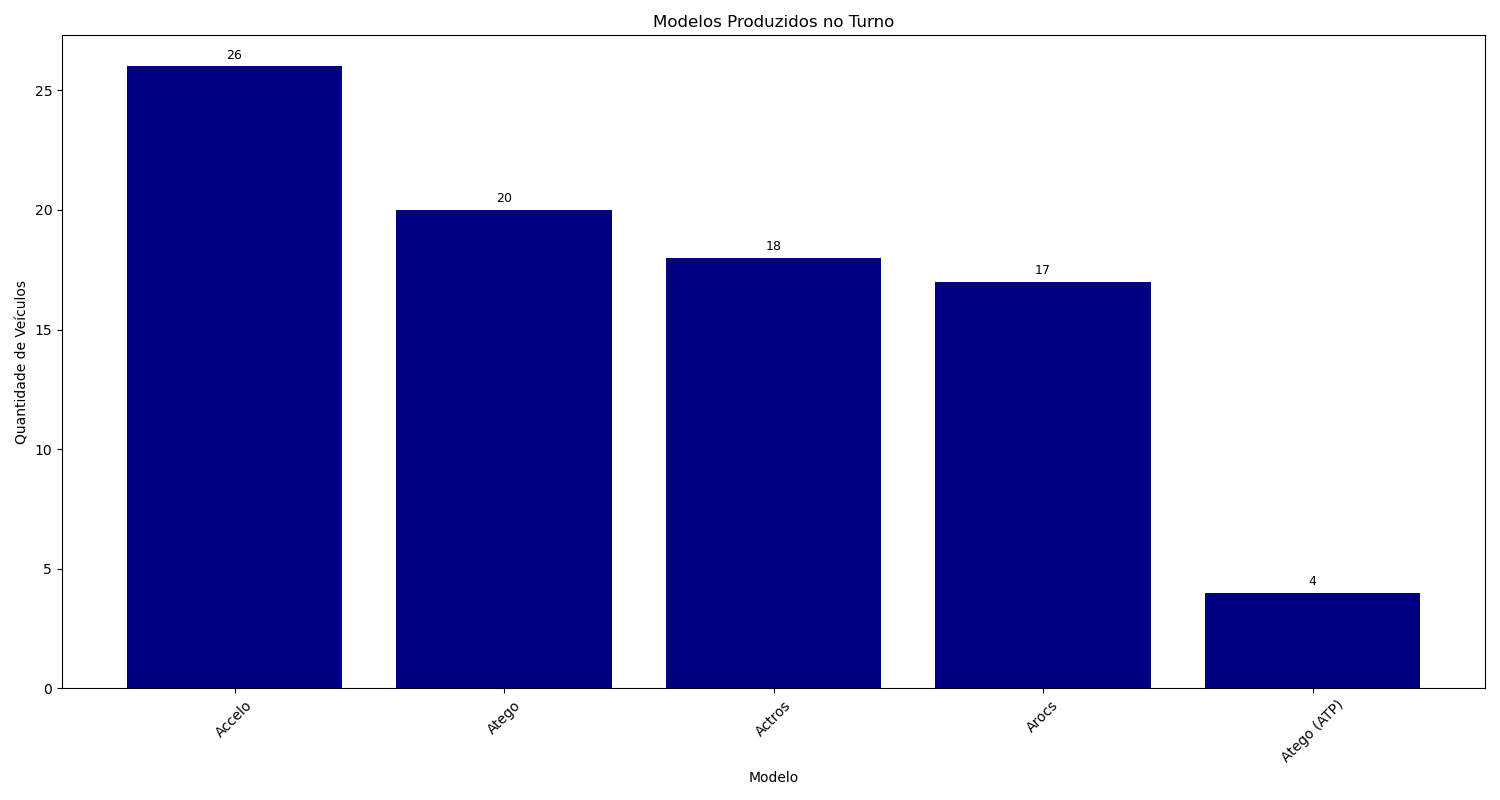 Modelos Produzidos no Turno
26
20
18
17
4
25
20
15
10
5
0
Quantidade de Veículos
Accelo
Atego
Actros
Arocs
Atego (ATP)
Modelo